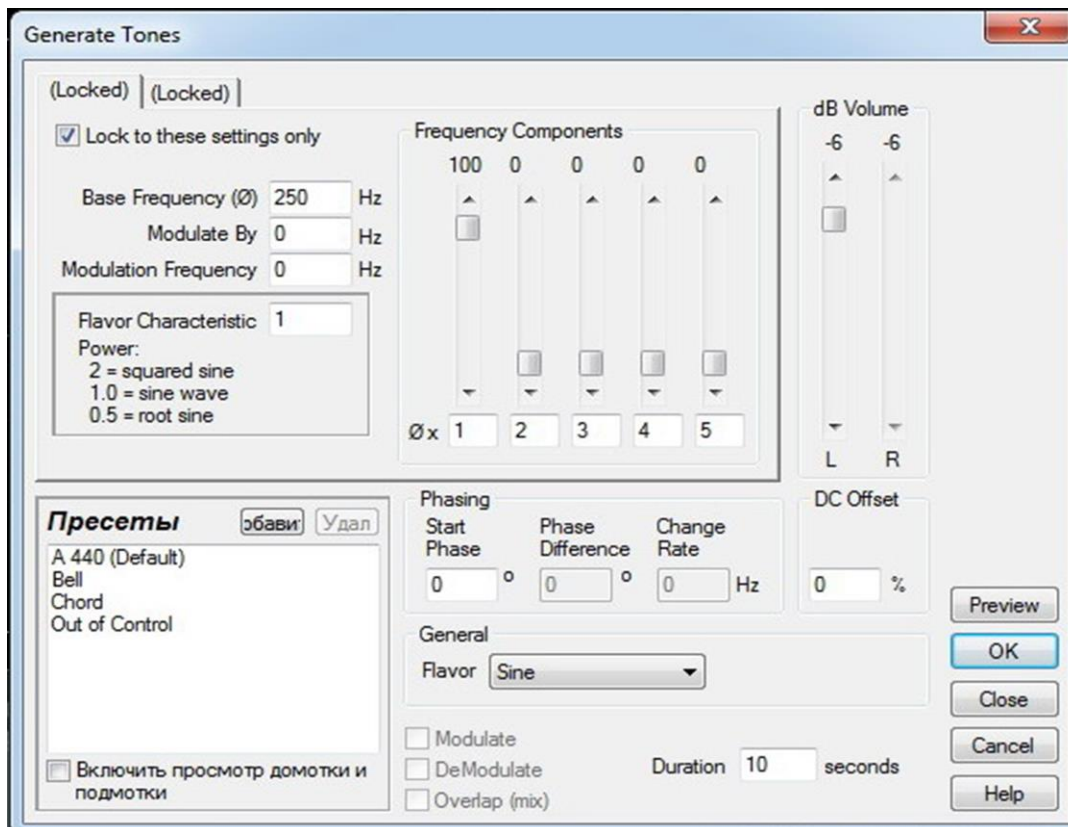 Generate Tones
(Locked) (Locked)
Lock to these settings only
Base Frequency (Ø) 250 Hz
Modulate By 0 Hz
Modulation Frequency 0 Hz
Flavor Characteristic 1
Power:
2 = squared sine
1.0 = sine wave
0.5 = root sine
Frequency Components
100 0 0 0 0
Ø x 1 2 3 4 5
dB Volume
-6 -6
L R
Пресеты обавит Удал
A 440 (Default)
Bell
Chord
Out of Control
Включить просмотр домотки и
подмотки
Phasing
Start Phase
Phase Difference
Change Rate
0 ° 0 ° 0 Hz
DC Offset
0 %
General
Flavor Sine
Modulate
DeModulate
Overlap (mix)
Duration 10 seconds
Preview
OK
Close
Cancel
Help